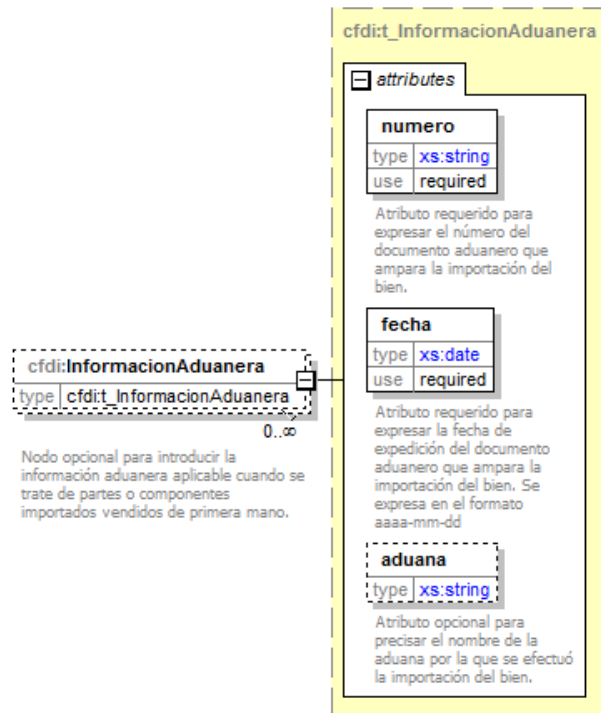 cfdi:t_InformacionAduanera
attributes
numero
type xs:string
use required
Atributo requerido para
expresar el número del
documento aduanero que
ampara la importación del
bien.
fecha
type xs:date
use required
Atributo requerido para
expresar la fecha de
expedición del documento
aduanero que ampara la
importación del bien. Se
expresa en el formato
aaaa-mm-dd
aduana
type xs:string
Atributo opcional para
precisar el nombre de la
aduana por la que se efectuó
la importación del bien.
cfdi:InformacionAduanera
type cfdi:t_InformacionAduanera
0..∞
Nodo opcional para introducir la
información aduanera aplicable cuando se
trate de partes o componentes
importados vendidos de primera mano.